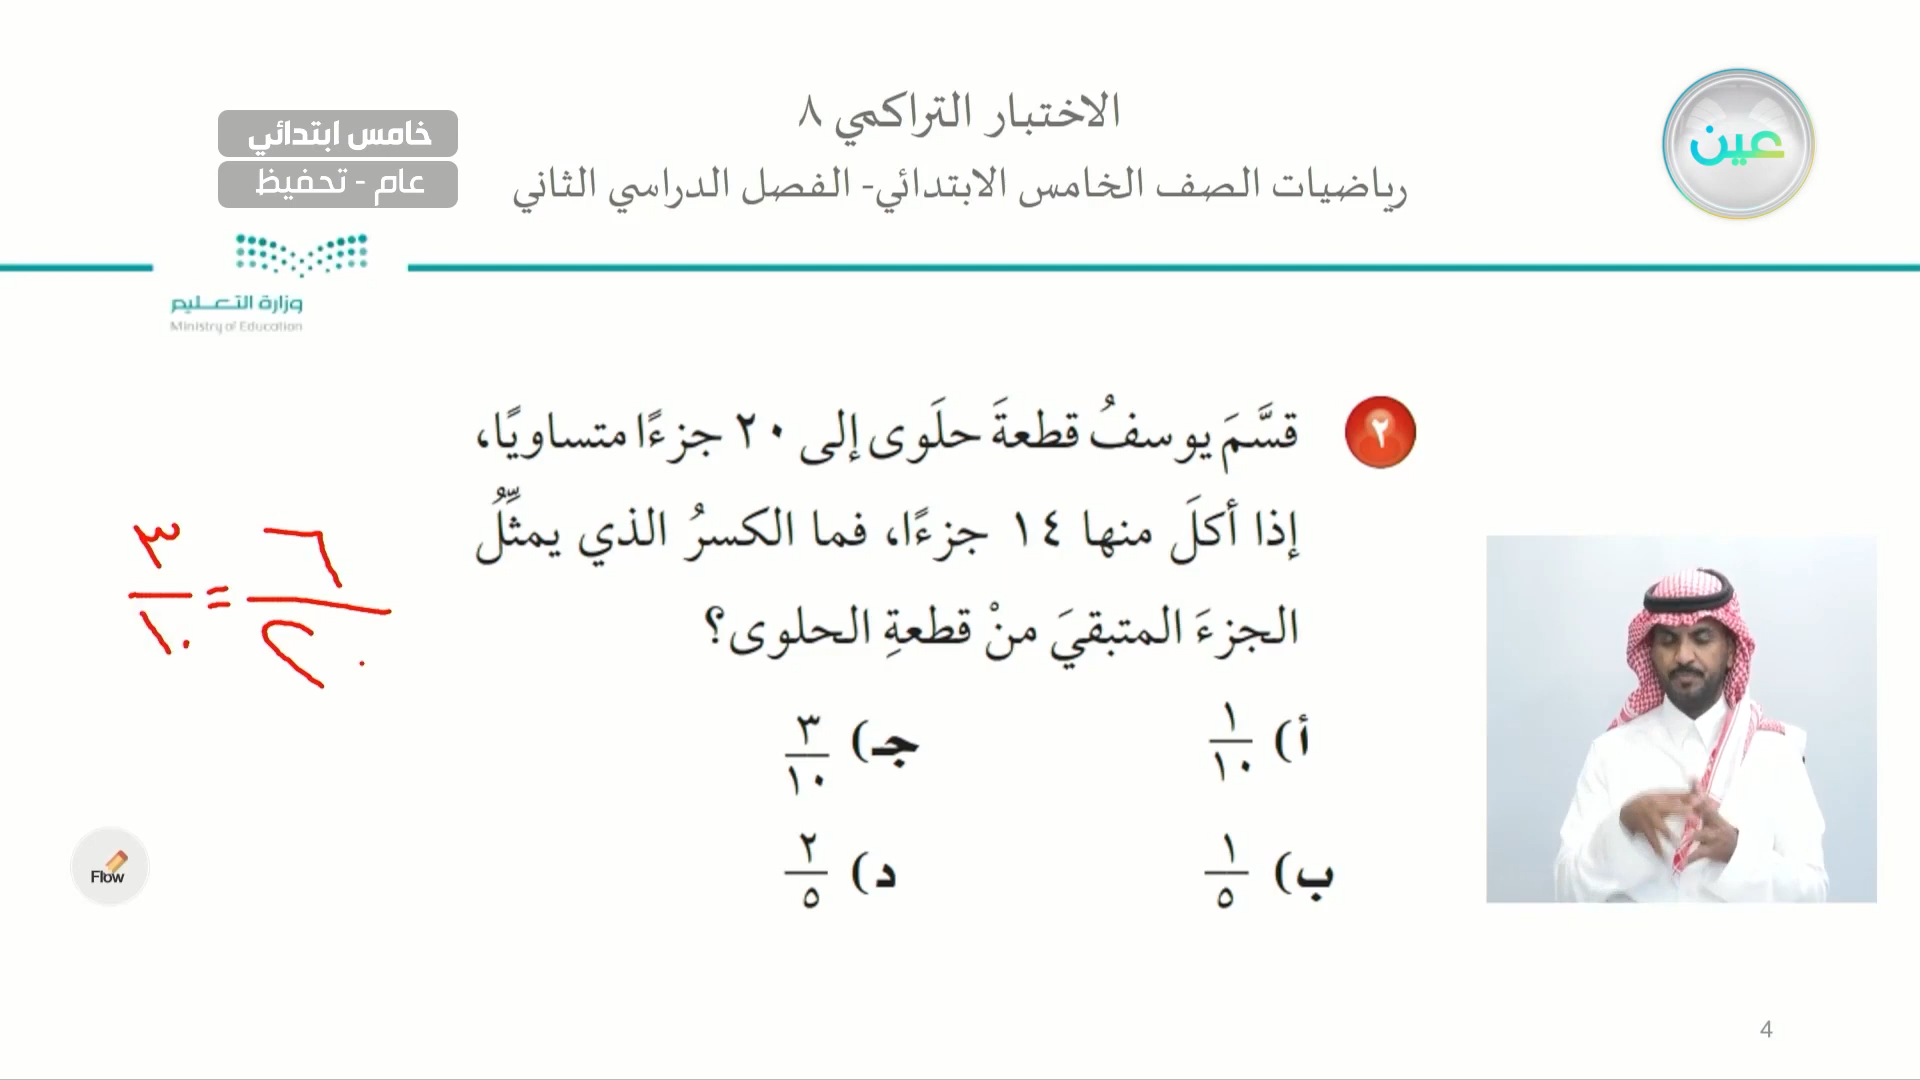 الاختبار التراكمي ٨
رياضيات الصف الخامس الابتدائي- الفصل الدراسي الثاني
عين
خامس ابتدائي
عام - تحفيظ
وزارة التعليم
Ministry of Education
٢
قسَّمَ يوسفُ قطعةَ حلَوى إلى ٢٠ جزءًا متساويًا،
إذا أكلَ منها ١٤ جزءًا، فما الكسرُ الذي يمثِّلُ
الجزءَ المتبقيَ منْ قطعةِ الحلوى؟
أ) ١/١٠
ب) ١/٥
جـ) ٣/١٠
د) ٢/٥
٦/٢٠ = ٣/١٠
Flow
4